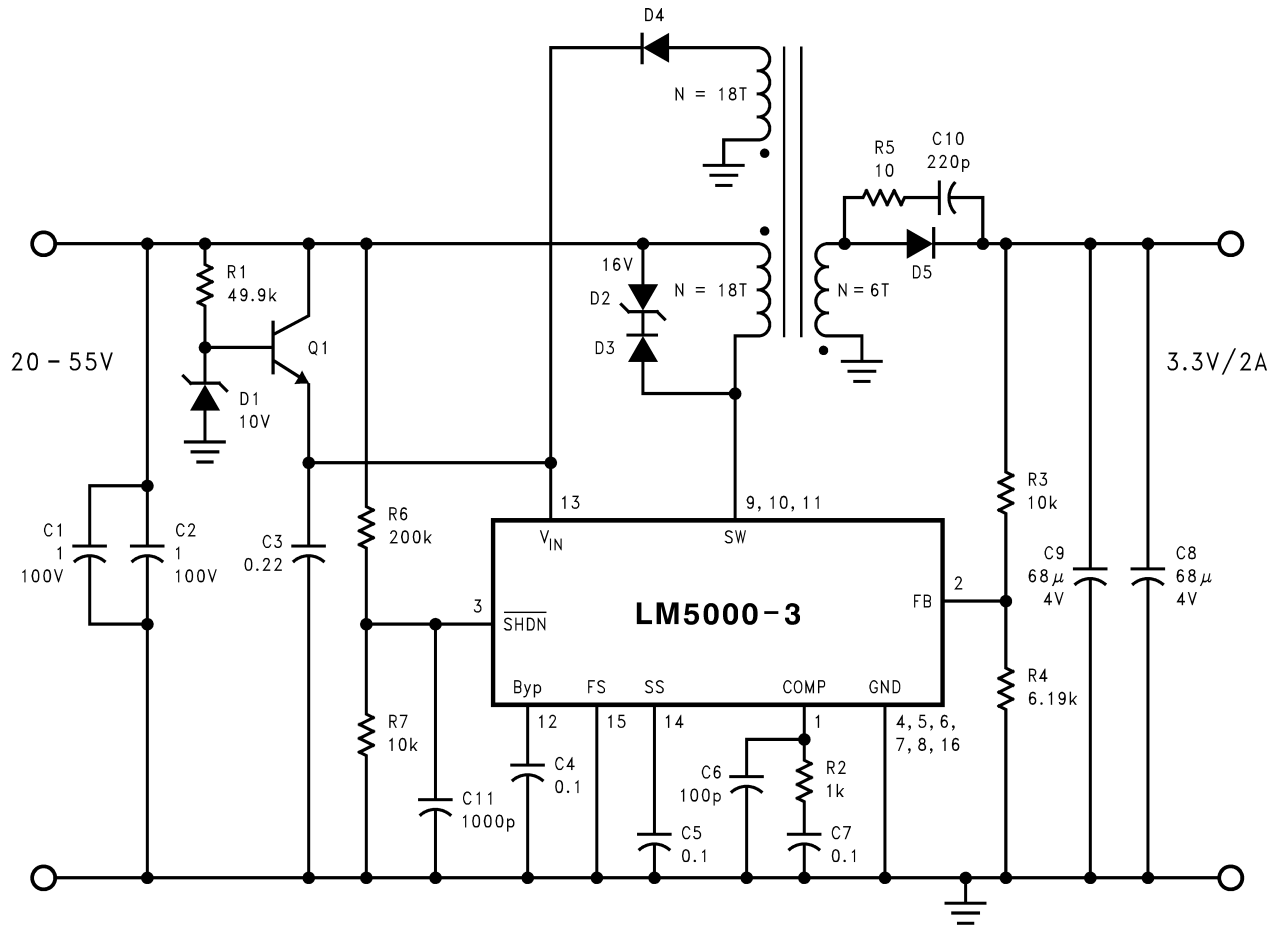 D4
N = 18T
R5
10
C10
220p
D5
R1
49.9k
16V
D2
N = 18T
N = 6T
D3
Q1
20 – 55V
3.3V/2A
D1
10V
13
9, 10, 11
R3
10k
C1
1
100V
C2
1
100V
C3
0.22
R6
200k
VIN
SW
C9
68μ
4V
C8
68μ
4V
2
FB
3
SHDN
LM5000–3
Byp
FS
SS
COMP
GND
R4
6.19k
12
15
14
1
4, 5, 6,
7, 8, 16
R7
10k
C4
0.1
C6
100p
R2
1k
C11
1000p
C5
0.1
C7
0.1